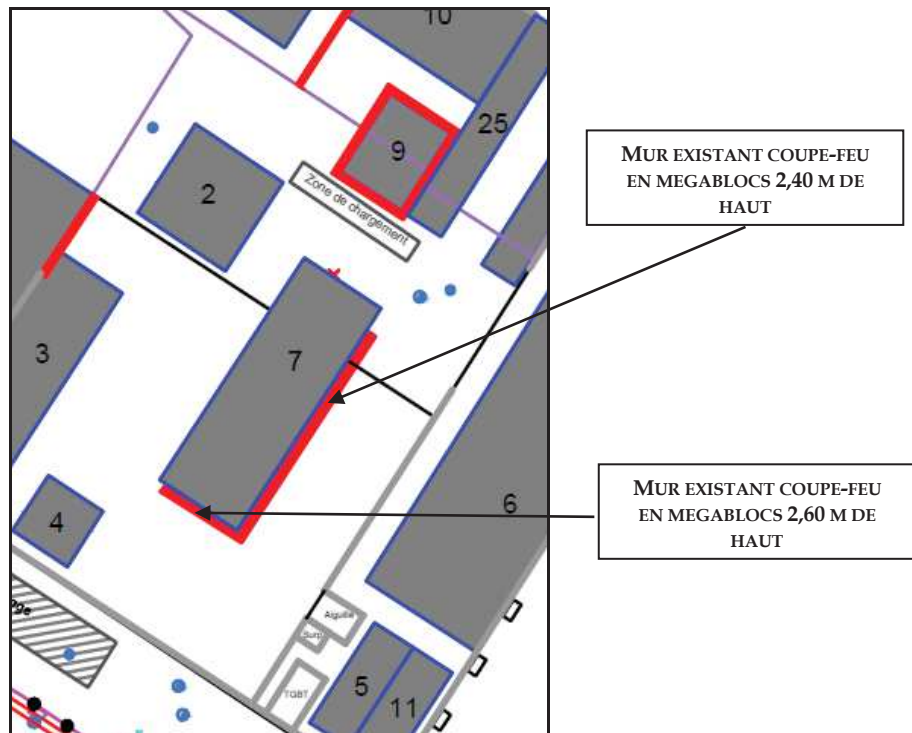 10
25
9
2
Zone de chargement
MUR EXISTANT COUPE-FEU
EN MEGABLOCS 2,40 M DE
HAUT
3
7
MUR EXISTANT COUPE-FEU
EN MEGABLOCS 2,60 M DE
HAUT
6
4
Surp
TGBT
5
11